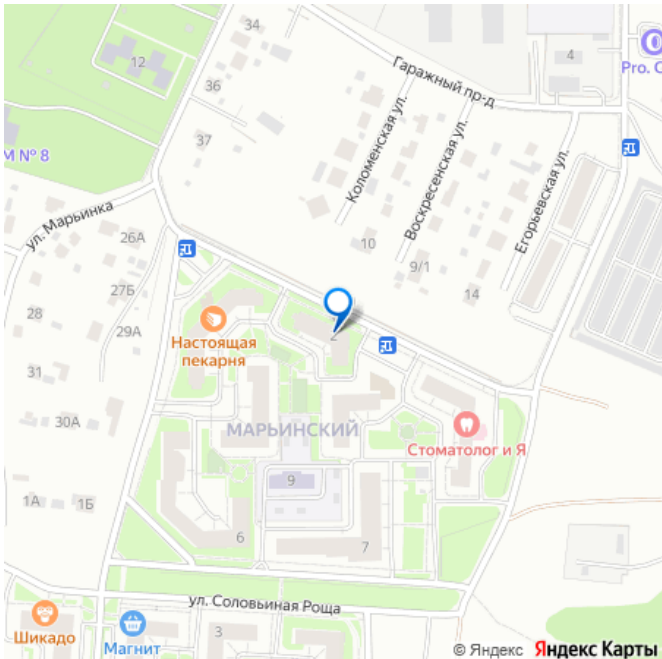 34
12
4
Гаражный пр-д
Pro. С
36
Коломенская ул.
М № 8
37
Воскресенская ул.
Егорьевская ул.
ул. Марьинка
26А
10
9/1
27Б
14
28
29А
2
Настоящая
пекарня
31
30А
МАРЬИНСКИЙ
Стоматолог и Я
9
1А
1Б
6
7
ул. Соловьиная Роща
3
Шикадо
Магнит
© Яндекс Яндекс Карты